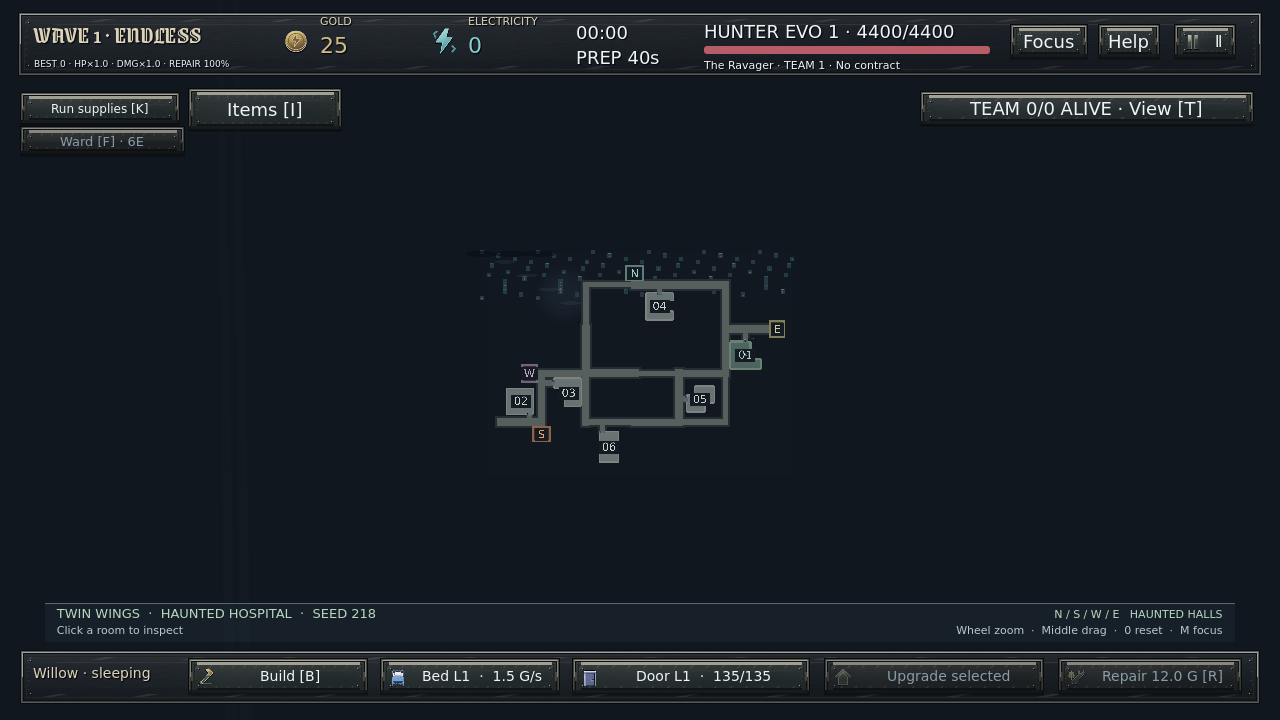 WAVE 1 · ENDLESS
BEST 0 · HP×1.0 · DMG×1.0 · REPAIR 100%
GOLD
25
ELECTRICITY
0
00:00
PREP 40s
HUNTER EVO 1 · 4400/4400
The Ravager · TEAM 1 · No contract
Focus
Help
II
Run supplies [K]
Items [I]
Ward [F] · 6E
TEAM 0/0 ALIVE · View [T]
N
04
E
01
W
02
03
05
S
06
TWIN WINGS · HAUNTED HOSPITAL · SEED 218
Click a room to inspect
N / S / W / E HAUNTED HALLS
Wheel zoom · Middle drag · 0 reset · M focus
Willow · sleeping
Build [B]
Bed L1 · 1.5 G/s
Door L1 · 135/135
Upgrade selected
Repair 12.0 G [R]